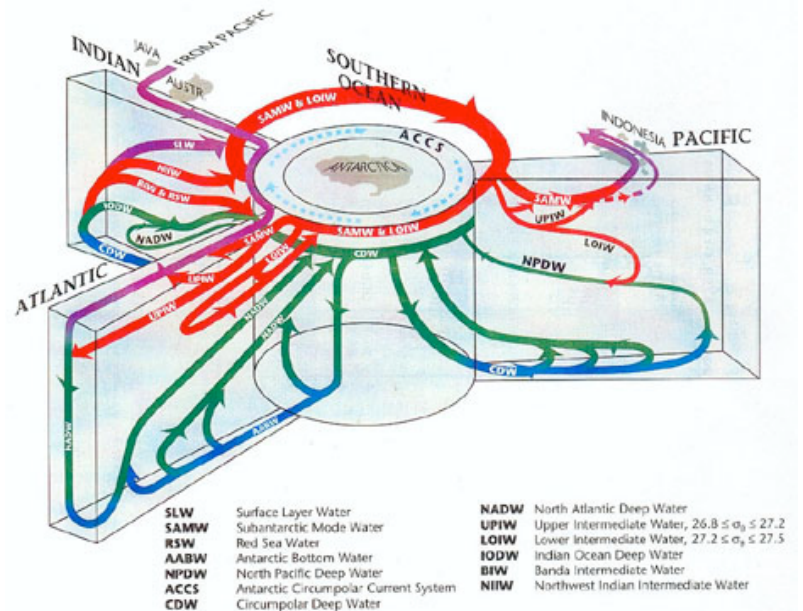 INDIAN
JAVA
FROM PACIFIC
AUSTR
SOUTHERN
OCEAN
SAMW & LOIW
ACCS
ANTARCTICA
INDONESIA
PACIFIC
SLW
NIIW
BIW & RSW
IODW
NADW
CDW
SAMW
SAMW & LOIW
CDW
SAMW
UPIW
LOIW
NPDW
ATLANTIC
UPIW
LOIW
UPIW
NADW
NADW
NADW
AABW
CDW
SLW Surface Layer Water
SAMW Subantarctic Mode Water
RSW Red Sea Water
AABW Antarctic Bottom Water
NPDW North Pacific Deep Water
ACCS Antarctic Circumpolar Current System
CDW Circumpolar Deep Water
NADW North Atlantic Deep Water
UPIW Upper Intermediate Water, 26.8 ≤ σθ ≤ 27.2
LOIW Lower Intermediate Water, 27.2 ≤ σθ ≤ 27.5
IODW Indian Ocean Deep Water
BIW Banda Intermediate Water
NIIW Northwest Indian Intermediate Water